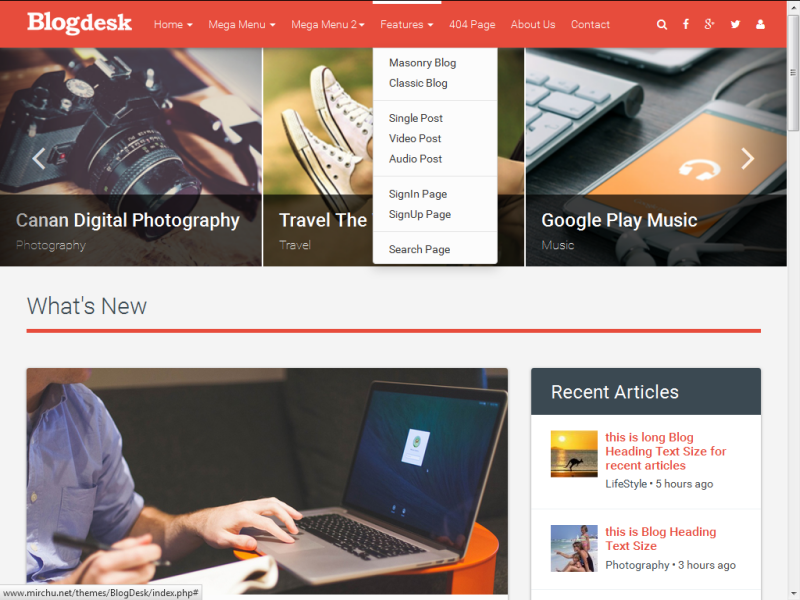 Blogdesk Home Mega Menu Mega Menu 2 Features 404 Page About Us Contact
Masonry Blog
Classic Blog
Single Post
Video Post
Audio Post
SignIn Page
SignUp Page
Search Page
Canan Digital Photography
Photography
Travel The
Travel
Google Play Music
Music
What's New
Recent Articles
this is long Blog
Heading Text Size for
recent articles
LifeStyle • 5 hours ago
this is Blog Heading
Text Size
Photography • 3 hours ago
www.mirchu.net/themes/BlogDesk/index.php#